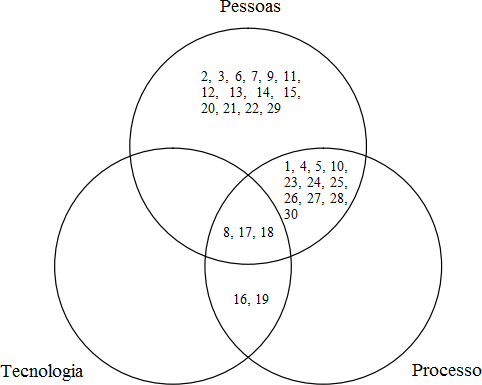 Pessoas
2, 3, 6, 7, 9, 11,
12, 13, 14, 15,
20, 21, 22, 29
1, 4, 5, 10,
23, 24, 25,
26, 27, 28,
30
8, 17, 18
16, 19
Tecnologia
Processo